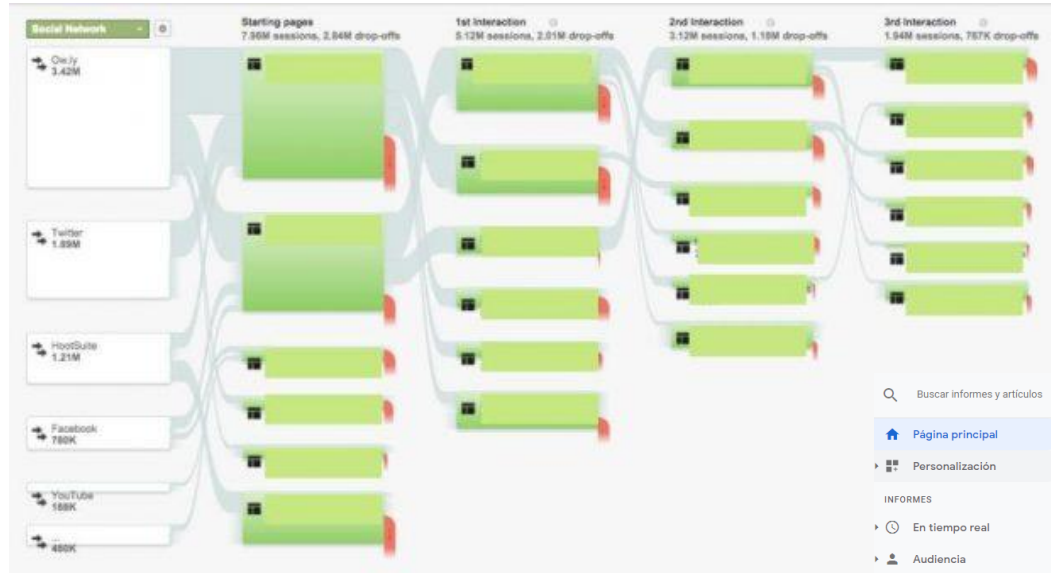 Social Network
Ow.ly
3.42M
Twitter
1.89M
HootSuite
1.21M
Facebook
780K
YouTube
168K
...
480K
Starting pages
7.96M sessions, 2.84M drop-offs
1st Interaction
5.12M sessions, 2.01M drop-offs
2nd Interaction
3.12M sessions, 1.18M drop-offs
3rd Interaction
1.94M sessions, 767K drop-offs
Buscar informes y artículos
Página principal
Personalización
INFORMES
En tiempo real
Audiencia